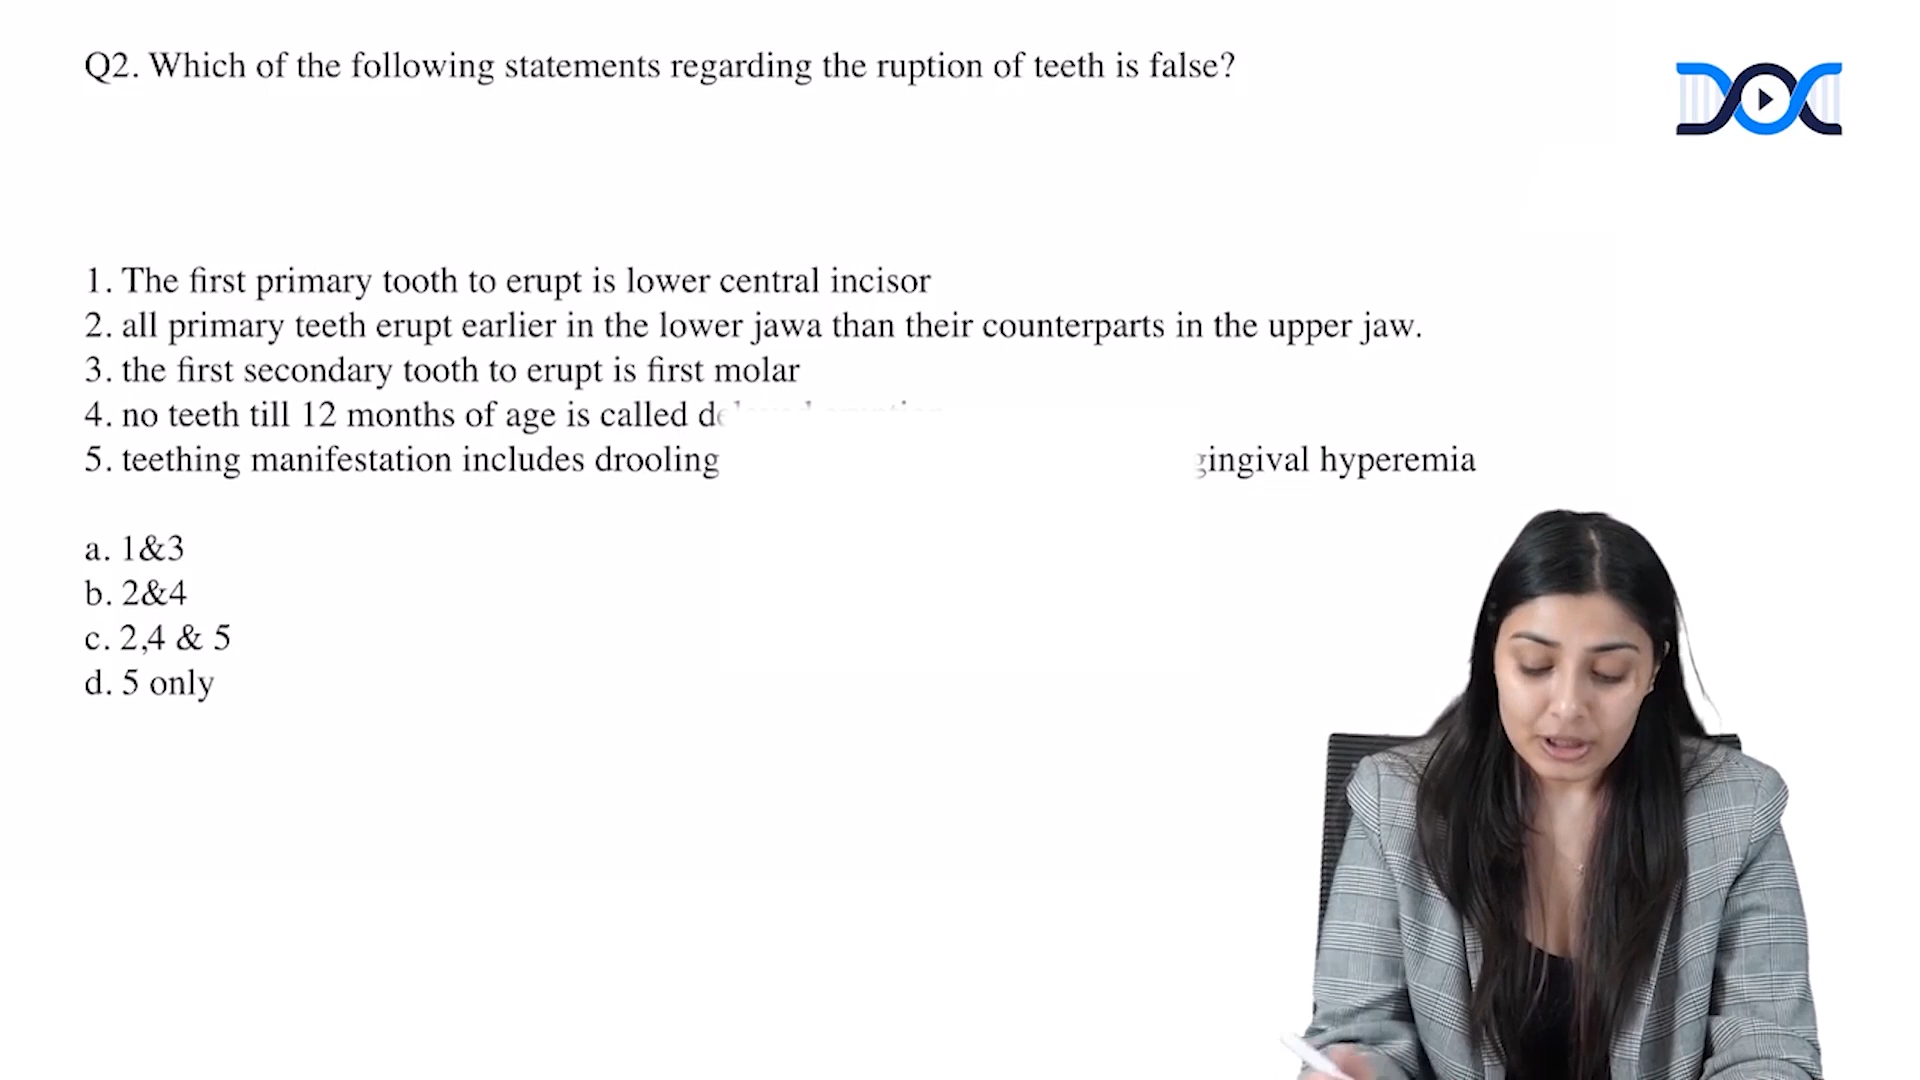 Q2. Which of the following statements regarding the ruption of teeth is false?
1. The first primary tooth to erupt is lower central incisor
2. all primary teeth erupt earlier in the lower jawa than their counterparts in the upper jaw.
3. the first secondary tooth to erupt is first molar
4. no teeth till 12 months of age is called
5. teething manifestation includes drooling gingival hyperemia
a. 1&3
b. 2&4
c. 2,4 & 5
d. 5 only